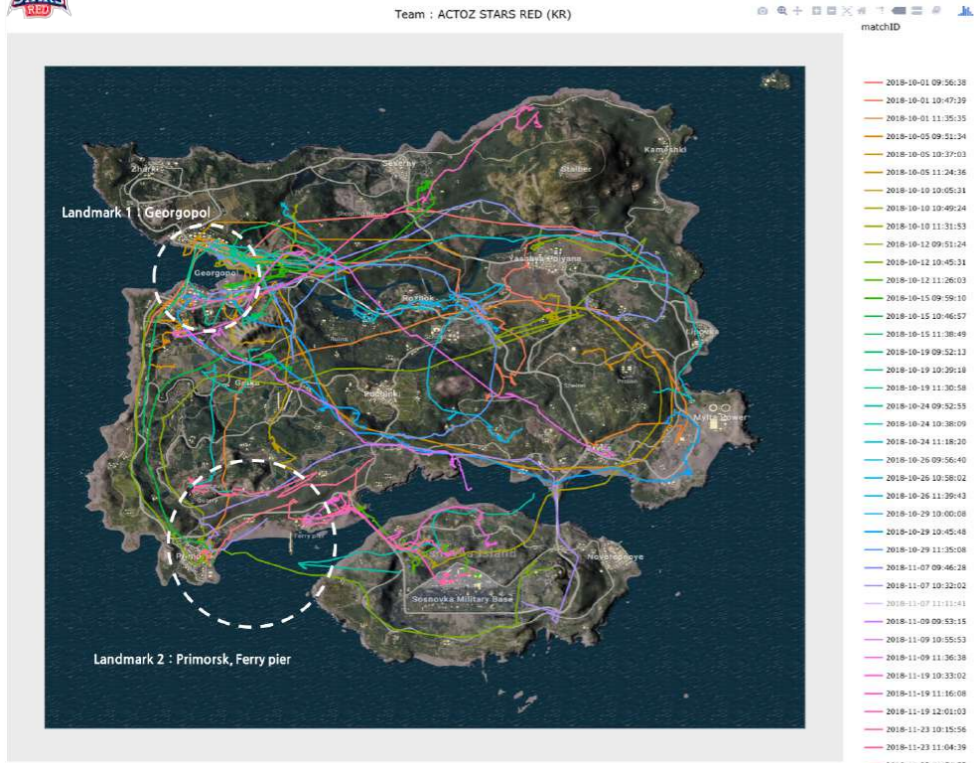 STARS
RED
Team : ACTOZ STARS RED (KR)
matchID
2018-10-01 09:56:38
2018-10-01 10:47:39
2018-10-01 11:35:35
2018-10-05 09:51:34
2018-10-05 10:37:03
2018-10-05 11:24:36
2018-10-10 10:05:31
2018-10-10 10:49:24
2018-10-10 11:31:53
2018-10-12 09:51:24
2018-10-12 10:45:31
2018-10-12 11:26:03
2018-10-15 09:59:10
2018-10-15 10:46:57
2018-10-15 11:38:49
2018-10-19 09:52:13
2018-10-19 10:39:18
2018-10-19 11:30:58
2018-10-24 09:52:55
2018-10-24 10:38:09
2018-10-24 11:18:20
2018-10-26 09:56:40
2018-10-26 10:58:02
2018-10-26 11:39:43
2018-10-29 10:00:08
2018-10-29 10:45:48
2018-10-29 11:35:08
2018-11-07 09:46:28
2018-11-07 10:32:02
2018-11-07 11:11:41
2018-11-09 09:53:15
2018-11-09 10:55:53
2018-11-09 11:36:38
2018-11-19 10:33:02
2018-11-19 11:16:08
2018-11-19 12:01:03
2018-11-23 10:15:56
2018-11-23 11:04:39
Kameshki
Severny
Zharki
Stalber
Landmark 1 : Georgopol
Georgopol
Yasnaya Polyana
Rozhok
Lipovka
Pochinki
Mylta Power
Ferry pier
Novorepnoye
Sosnovka Military Base
Landmark 2 : Primorsk, Ferry pier